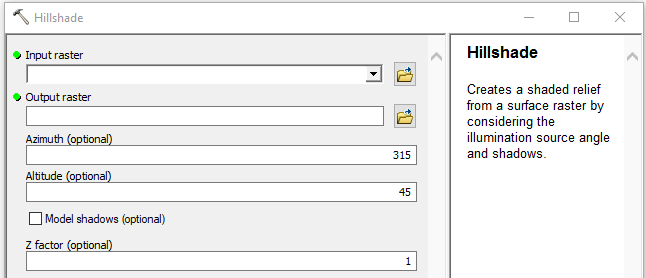 Hillshade
Input raster
Output raster
Azimuth (optional)
315
Altitude (optional)
45
Model shadows (optional)
Z factor (optional)
1
Hillshade
Creates a shaded relief
from a surface raster by
considering the
illumination source angle
and shadows.